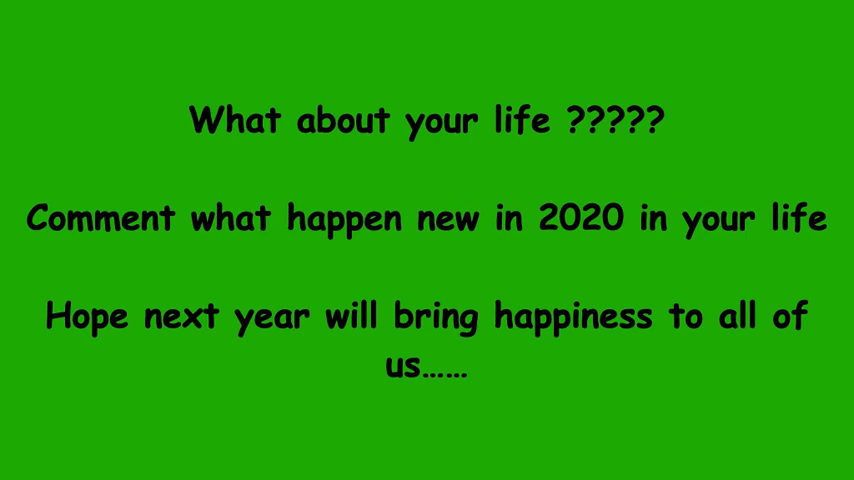 What about your life ?????
Comment what happen new in 2020 in your life
Hope next year will bring happiness to all of
us......